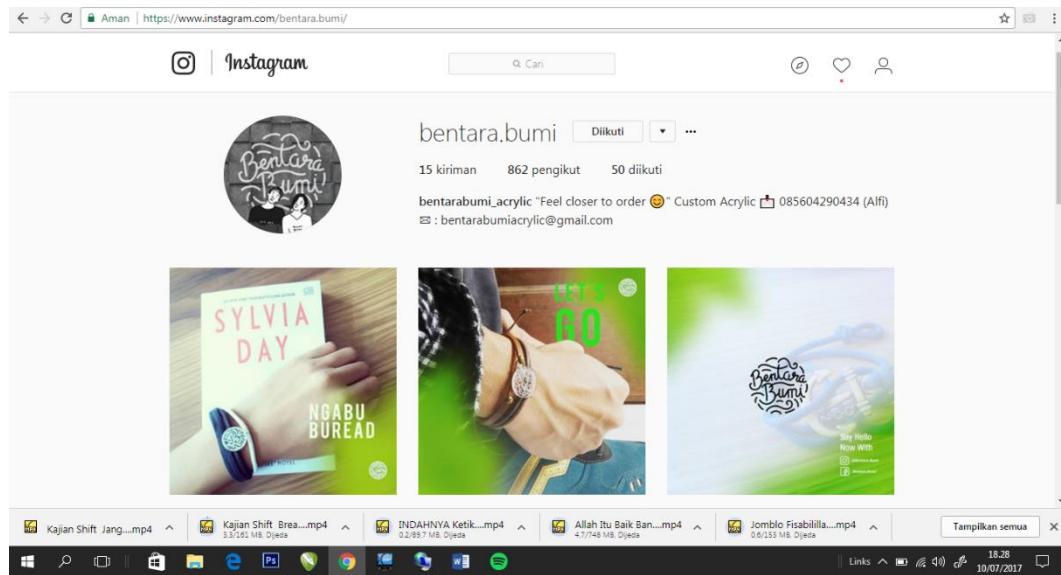 Aman | https://www.instagram.com/bentara.bumi/
Instagram
Cari
bentara.bumi Diikuti
15 kiriman 862 pengikut 50 diikuti
bentarabumi_acrylic "Feel closer to order 😊" Custom Acrylic 📩 085604290434 (Alfi)
✉ : bentarabumiacrylic@gmail.com
Bentara
Bumi
SYLVIA
DAY
NGABU
BUREAD
LET'S
GO
Bentara
Bumi
Say Hello
Now With
Kajian Shift Jang....mp4
Kajian Shift Brea....mp4
3.3/161 MB, Dijeda
INDAHNYA Ketik....mp4
0.2/89.7 MB, Dijeda
Allah Itu Baik Ban....mp4
4.7/748 MB, Dijeda
Jomblo Fisabililla....mp4
0.6/153 MB, Dijeda
Tampilkan semua
Links
18.28
10/07/2017